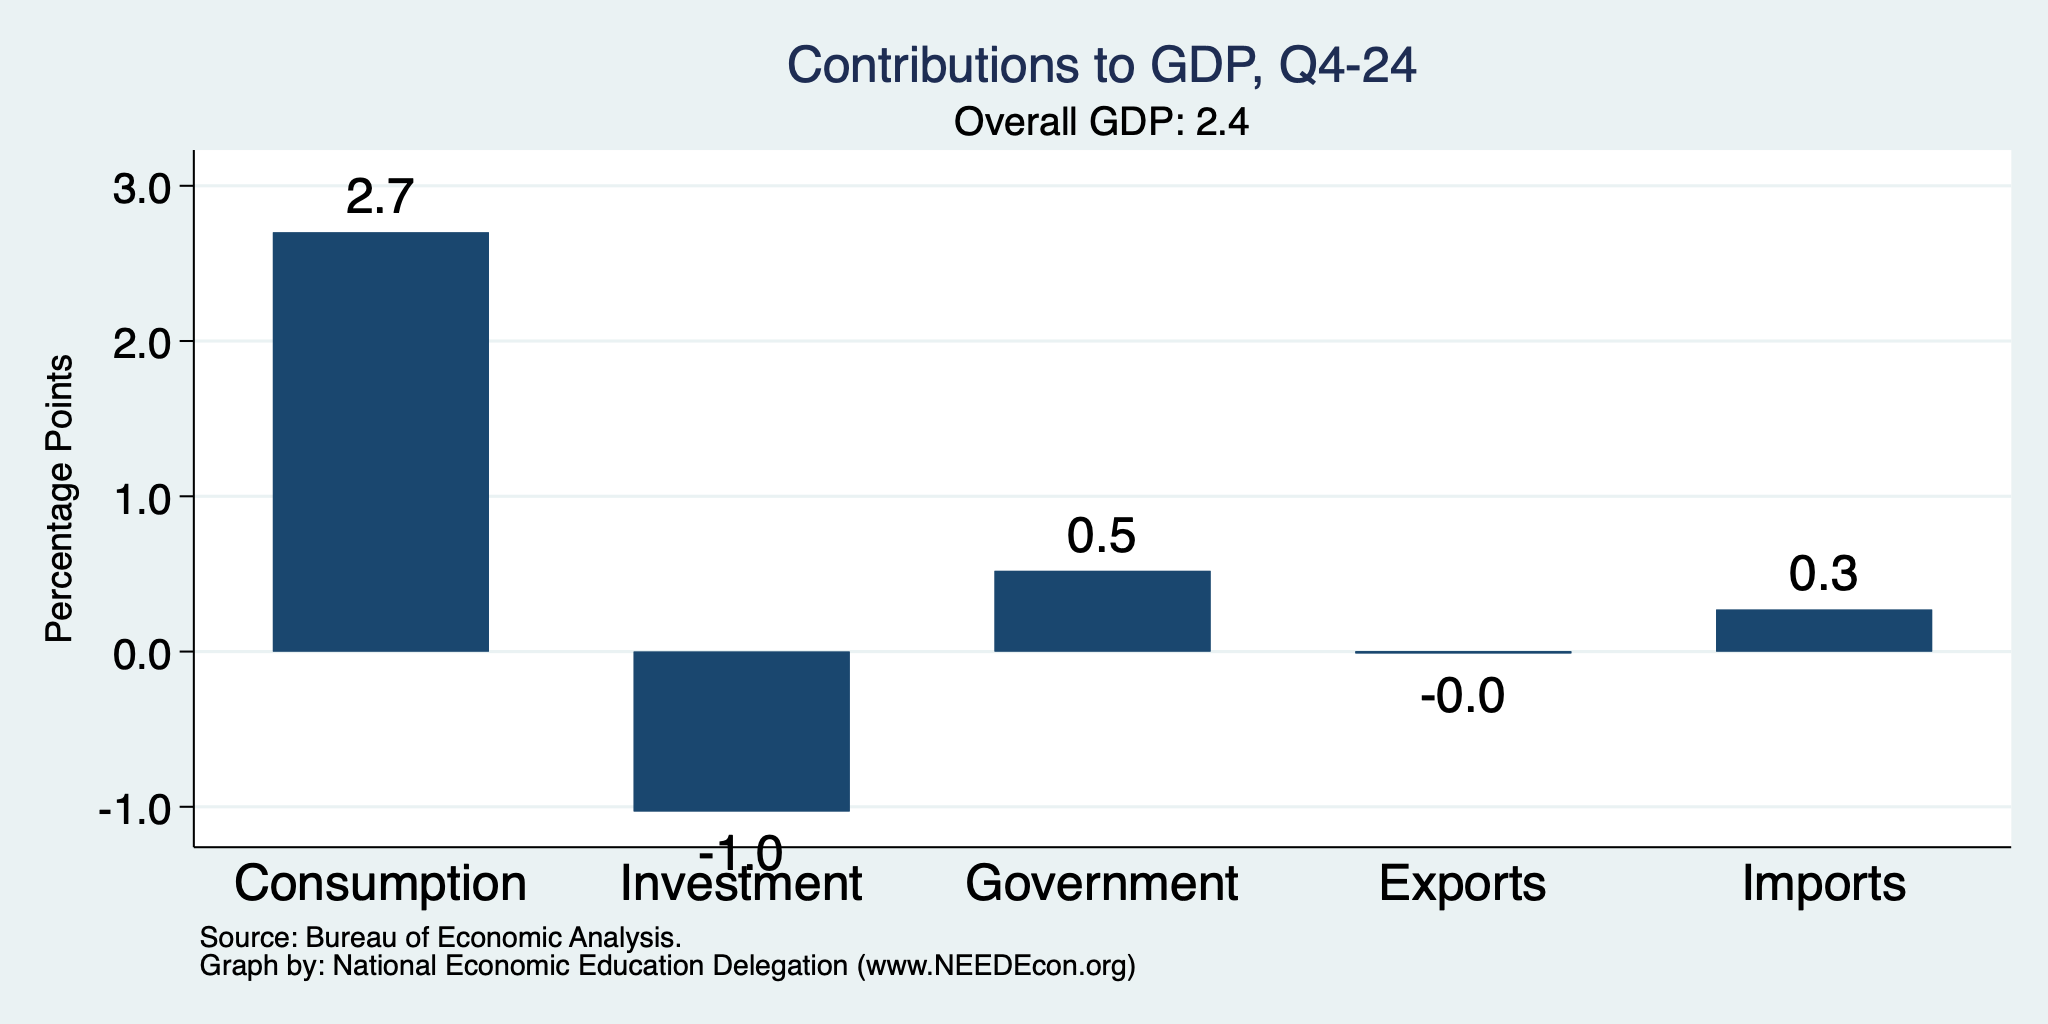 Contributions to GDP, Q4-24
Overall GDP: 2.4
Percentage Points
3.0
2.0
1.0
0.0
-1.0
2.7
-1.0
0.5
-0.0
0.3
Consumption Investment Government Exports Imports
Source: Bureau of Economic Analysis.
Graph by: National Economic Education Delegation (www.NEEDEcon.org)